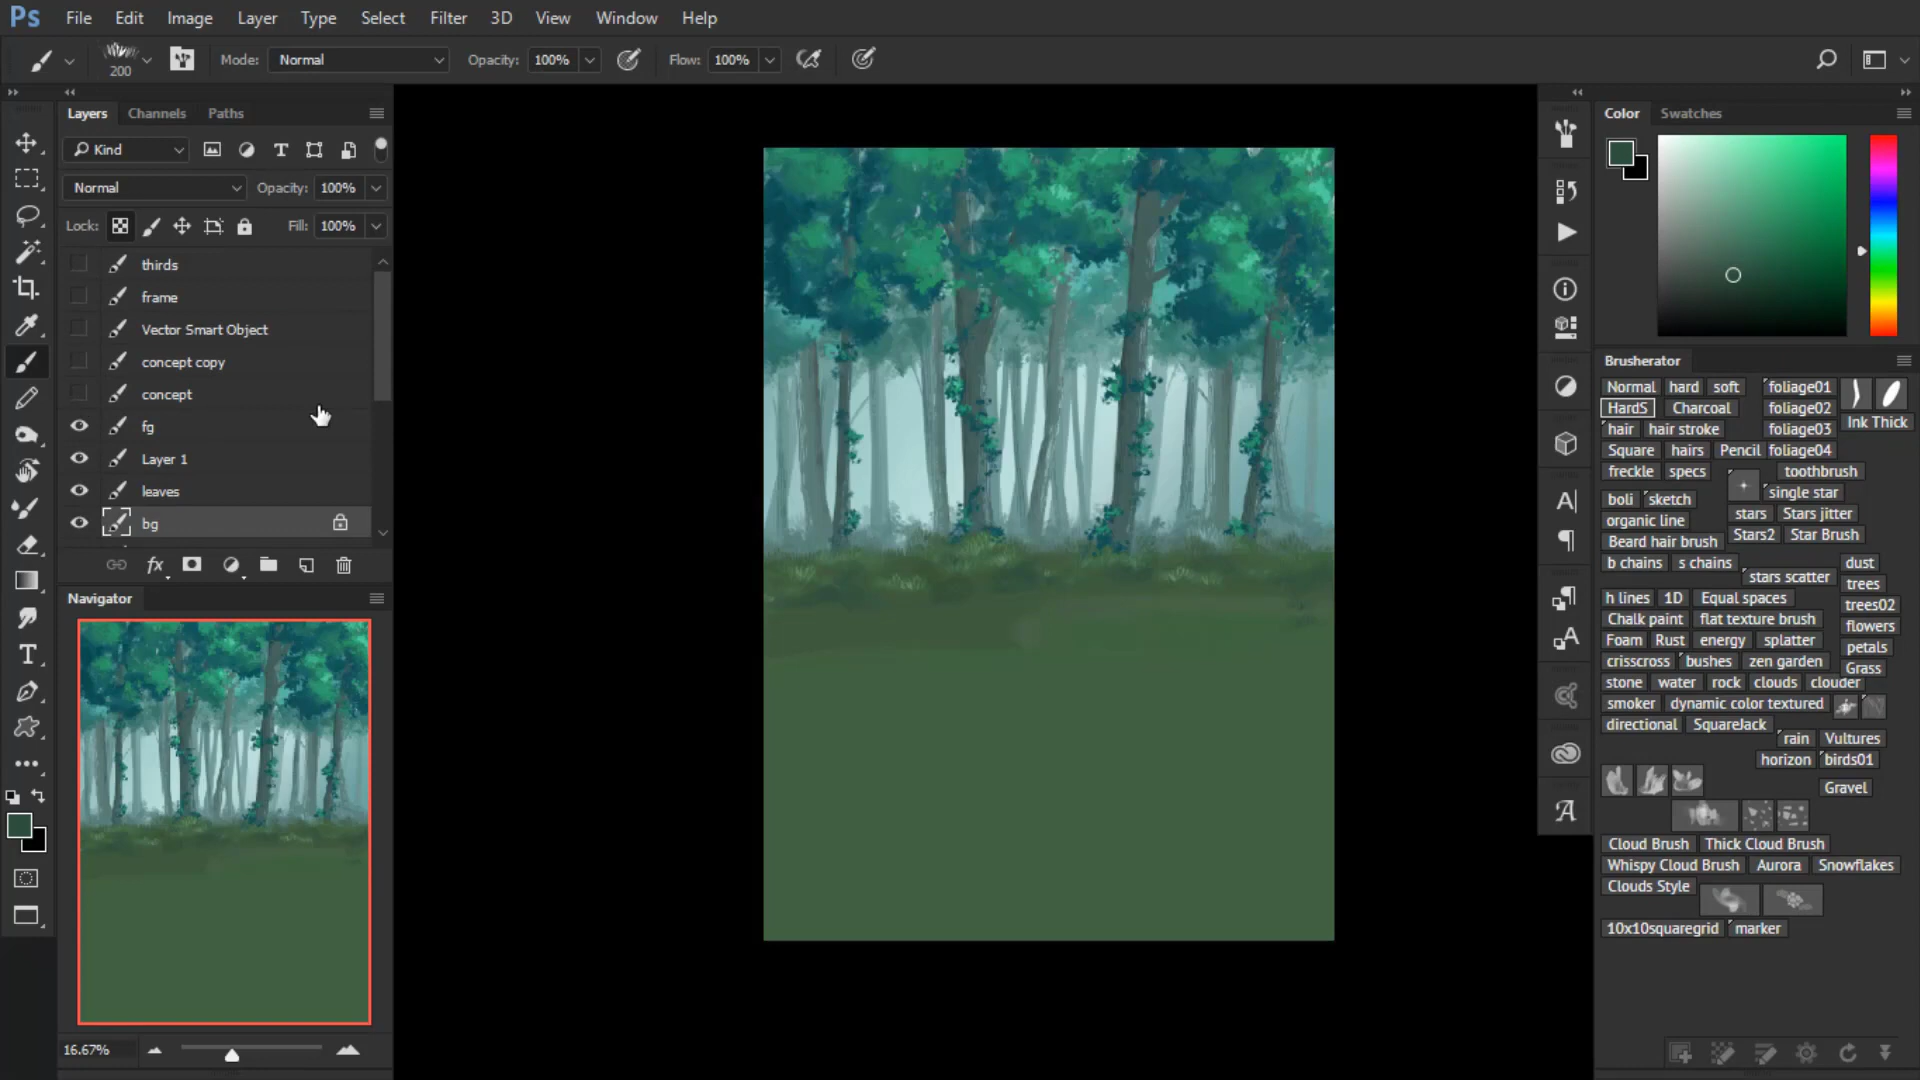 Ps File Edit Image Layer Type Select Filter 3D View Window Help
200 Mode: Normal Opacity: 100% Flow: 100%
Layers Channels Paths
Kind T
Normal Opacity: 100%
Lock: Fill: 100%
thirds
frame
Vector Smart Object
concept copy
concept
fg
Layer 1
leaves
bg
fx
Navigator
16.67%
Color Swatches
Brusherator
Normal hard soft foliage01
HardS Charcoal foliage02
Ink Thick
hair hair stroke foliage03
Square hairs Pencil foliage04
freckle specs toothbrush
boli sketch single star
organic line stars Stars jitter
Beard hair brush Stars2 Star Brush
b chains s chains stars scatter dust
trees
h lines 1D Equal spaces trees02
Chalk paint flat texture brush flowers
Foam Rust energy splatter petals
crisscross bushes zen garden Grass
stone water rock clouds clouder
smoker dynamic color textured
directional SquareJack rain Vultures
horizon birds01
Gravel
Cloud Brush Thick Cloud Brush
Whispy Cloud Brush Aurora Snowflakes
Clouds Style
10x10squaregrid marker